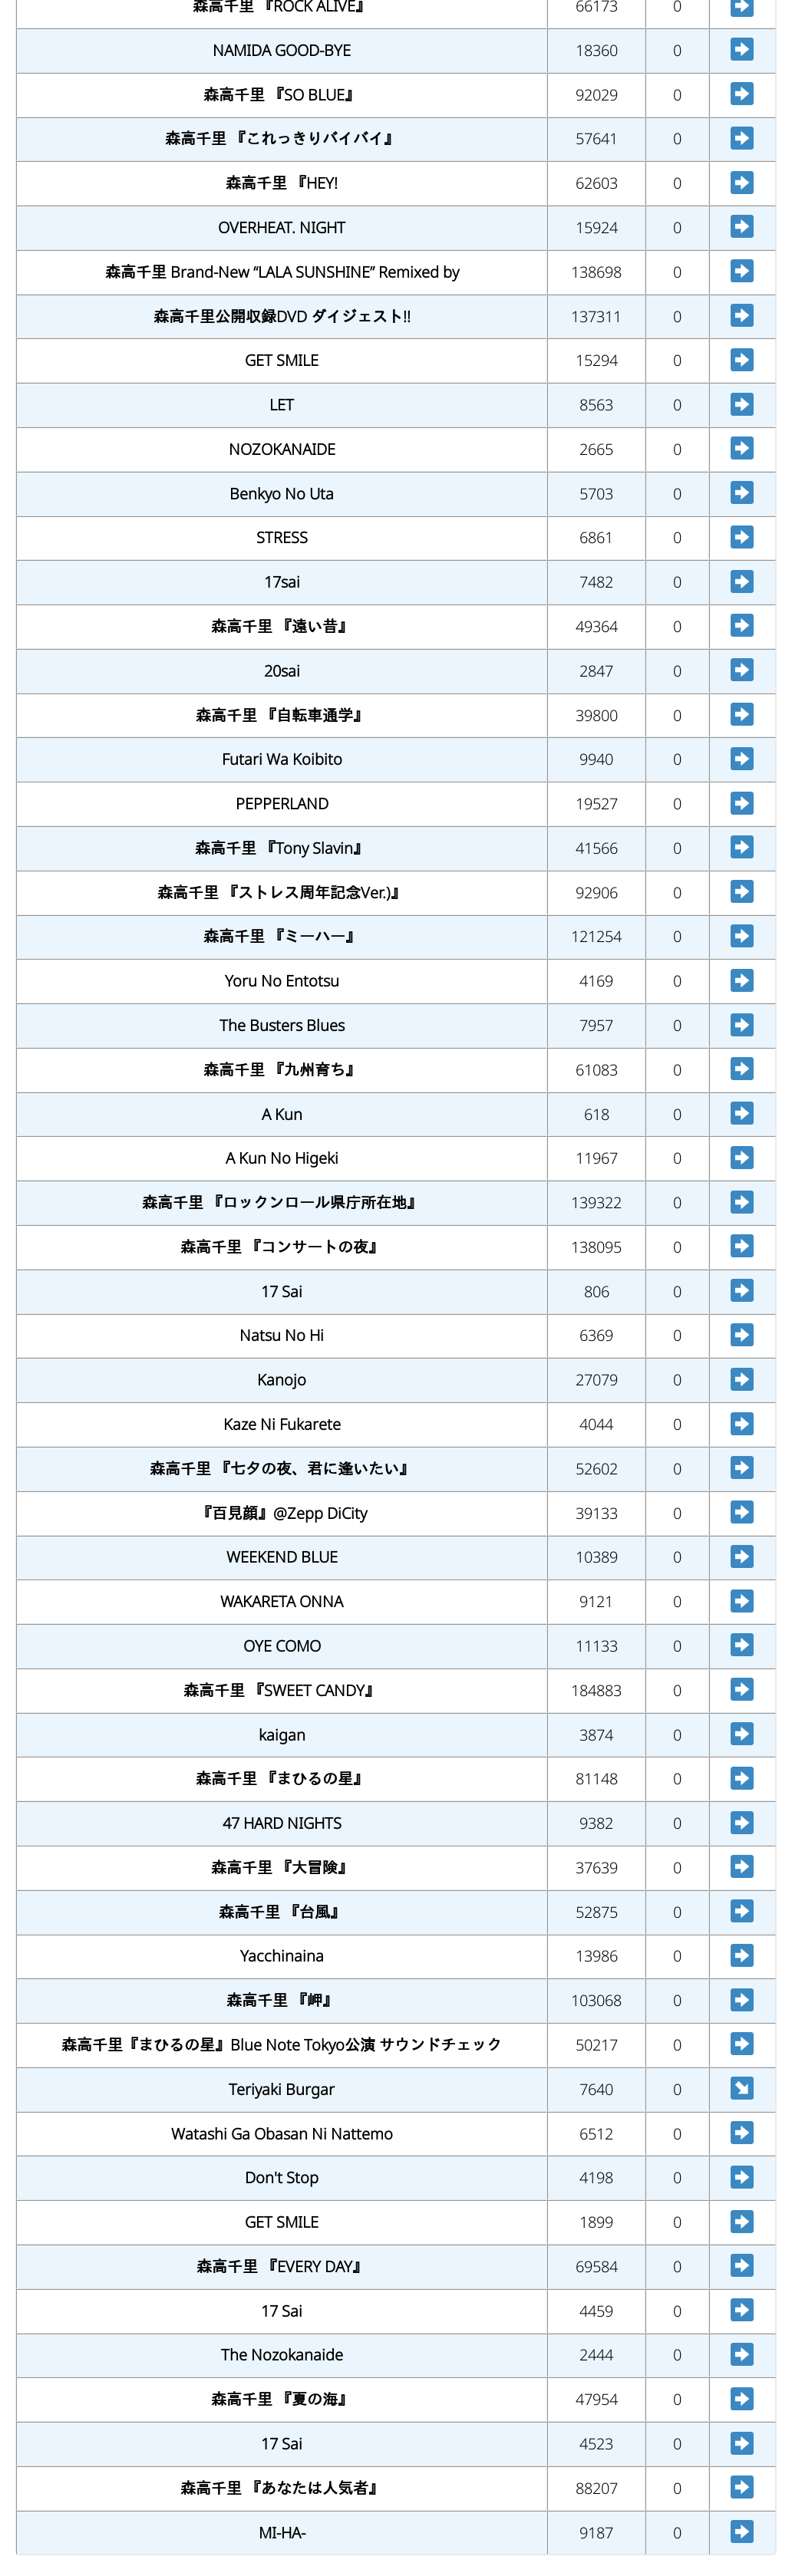 森高千里 『ROCK ALIVE』 66173 0
NAMIDA GOOD-BYE 18360 0
森高千里 『SO BLUE』 92029 0
森高千里 『これっきりバイバイ』 57641 0
森高千里 『HEY! 62603 0
OVERHEAT. NIGHT 15924 0
森高千里 Brand-New “LALA SUNSHINE” Remixed by 138698 0
森高千里公開収録DVD ダイジェスト!! 137311 0
GET SMILE 15294 0
LET 8563 0
NOZOKANAIDE 2665 0
Benkyo No Uta 5703 0
STRESS 6861 0
17sai 7482 0
森高千里 『遠い昔』 49364 0
20sai 2847 0
森高千里 『自転車通学』 39800 0
Futari Wa Koibito 9940 0
PEPPERLAND 19527 0
森高千里 『Tony Slavin』 41566 0
森高千里 『ストレス周年記念Ver.)』 92906 0
森高千里 『ミーハー』 121254 0
Yoru No Entotsu 4169 0
The Busters Blues 7957 0
森高千里 『九州育ち』 61083 0
A Kun 618 0
A Kun No Higeki 11967 0
森高千里 『ロックンロール県庁所在地』 139322 0
森高千里 『コンサートの夜』 138095 0
17 Sai 806 0
Natsu No Hi 6369 0
Kanojo 27079 0
Kaze Ni Fukarete 4044 0
森高千里 『七夕の夜、君に逢いたい』 52602 0
『百見顔』@Zepp DiCity 39133 0
WEEKEND BLUE 10389 0
WAKARETA ONNA 9121 0
OYE COMO 11133 0
森高千里 『SWEET CANDY』 184883 0
kaigan 3874 0
森高千里 『まひるの星』 81148 0
47 HARD NIGHTS 9382 0
森高千里 『大冒険』 37639 0
森高千里 『台風』 52875 0
Yacchinaina 13986 0
森高千里 『岬』 103068 0
森高千里『まひるの星』Blue Note Tokyo公演 サウンドチェック 50217 0
Teriyaki Burgar 7640 0
Watashi Ga Obasan Ni Nattemo 6512 0
Don't Stop 4198 0
GET SMILE 1899 0
森高千里 『EVERY DAY』 69584 0
17 Sai 4459 0
The Nozokanaide 2444 0
森高千里 『夏の海』 47954 0
17 Sai 4523 0
森高千里 『あなたは人気者』 88207 0
MI-HA- 9187 0